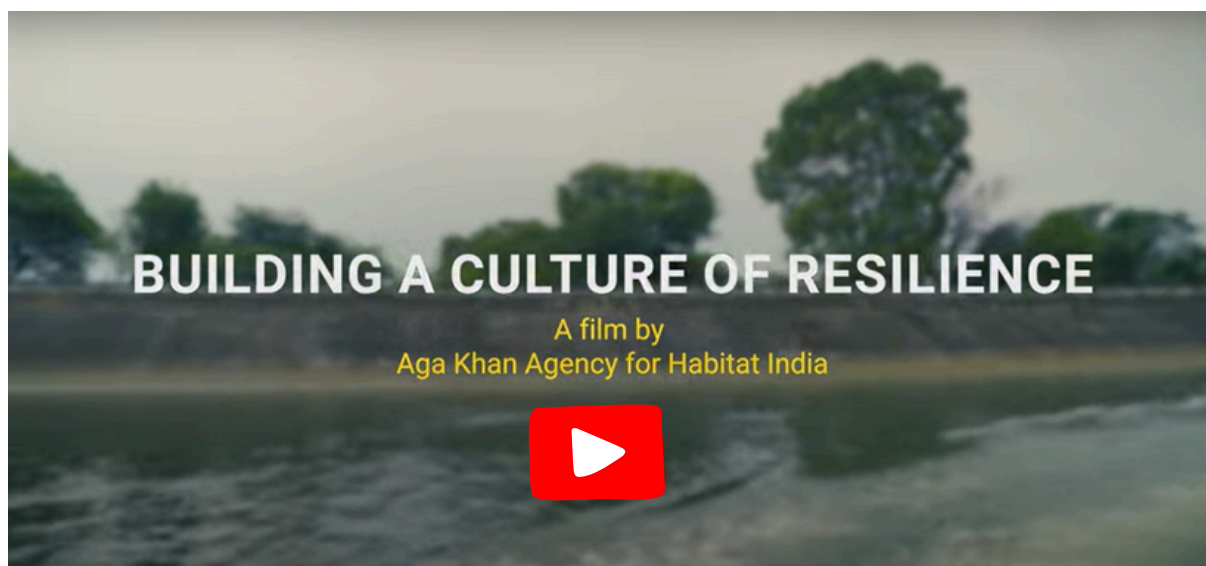 BUILDING A CULTURE OF RESILIENCE
A film by
Aga Khan Agency for Habitat India